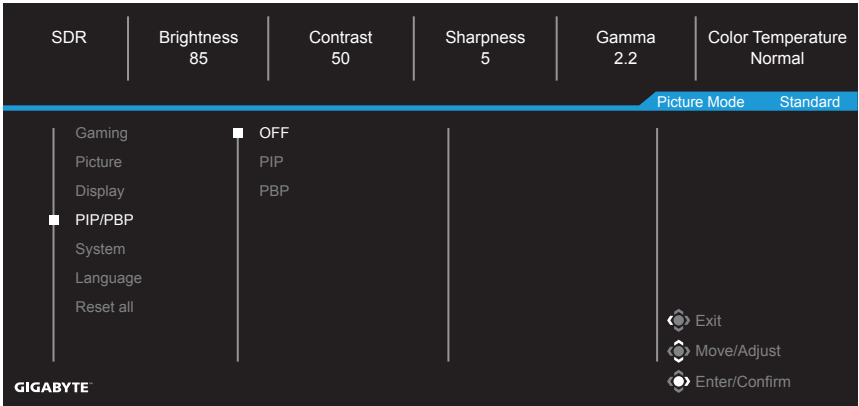 SDR Brightness Contrast Sharpness Gamma Color Temperature
85 50 5 2.2 Normal
Picture Mode Standard
Gaming OFF
Picture PIP
Display PBP
PIP/PBP
System
Language
Reset all
Exit
Move/Adjust
Enter/Confirm
GIGABYTE™